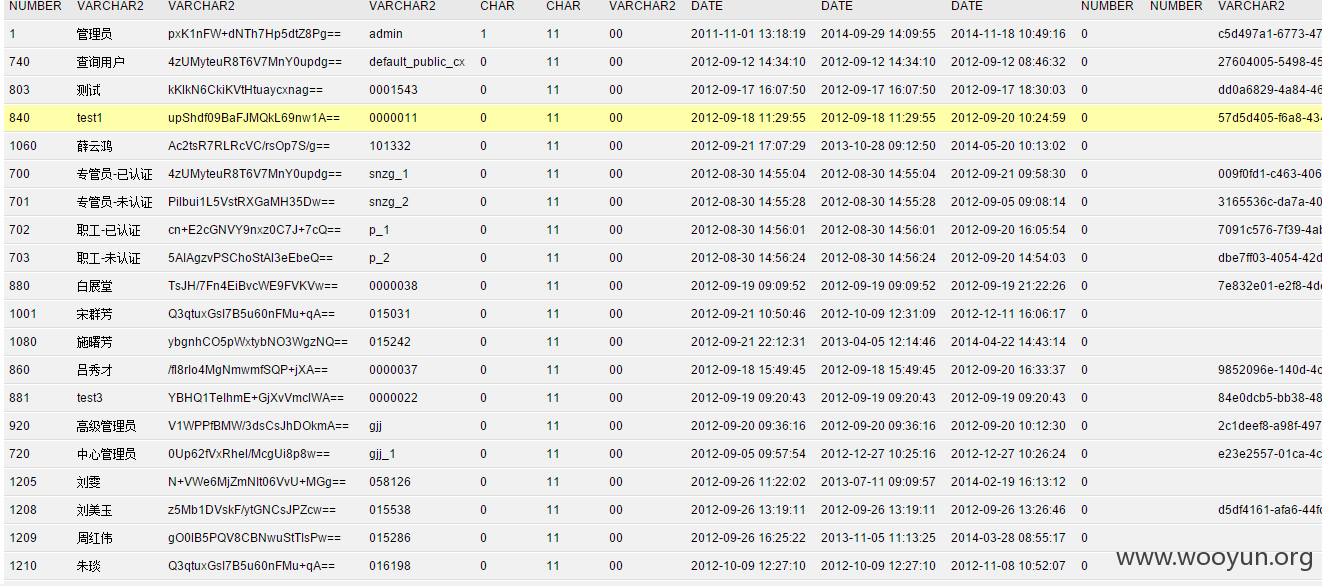 NUMBER VARCHAR2 VARCHAR2 VARCHAR2 CHAR CHAR VARCHAR2 DATE DATE DATE NUMBER NUMBER VARCHAR2
1 管理员 pxK1nFW+dNTh7Hp5dtZ8Pg== admin 1 11 00 2011-11-01 13:18:19 2014-09-29 14:09:55 2014-11-18 10:49:16 0 c5d497a1-6773-47
740 查询用户 4zUMyteuR8T6V7MnY0updg== default_public_cx 0 11 00 2012-09-12 14:34:10 2012-09-12 14:34:10 2012-09-12 08:46:32 0 27604005-5498-45
803 测试 kKlkN6CkiKVtHtuaycxnag== 0001543 0 11 00 2012-09-17 16:07:50 2012-09-17 16:07:50 2012-09-17 18:30:03 0 dd0a6829-4a84-46
840 test1 upShdf09BaFJMQkL69nw1A== 0000011 0 11 00 2012-09-18 11:29:55 2012-09-18 11:29:55 2012-09-20 10:24:59 0 57d5d405-f6a8-434
1060 薛云鸿 Ac2tsR7RLRcVC/rsOp7S/g== 101332 0 11 00 2012-09-21 17:07:29 2013-10-28 09:12:50 2014-05-20 10:13:02 0
700 专管员-已认证 4zUMyteuR8T6V7MnY0updg== snzg_1 0 11 00 2012-08-30 14:55:04 2012-08-30 14:55:04 2012-09-21 09:58:30 0 009f0fd1-c463-406
701 专管员-未认证 Pilbui1L5VstRXGaMH35Dw== snzg_2 0 11 00 2012-08-30 14:55:28 2012-08-30 14:55:28 2012-09-05 09:08:14 0 3165536c-da7a-40
702 职工-已认证 cn+E2cGNVY9nxz0C7J+7cQ== p_1 0 11 00 2012-08-30 14:56:01 2012-08-30 14:56:01 2012-09-20 16:05:54 0 7091c576-7f39-4ab
703 职工-未认证 5AlAgzvPSChoStAl3eEbeQ== p_2 0 11 00 2012-08-30 14:56:24 2012-08-30 14:56:24 2012-09-20 14:54:03 0 dbe7ff03-4054-42d
880 白展堂 TsJH/7Fn4EiBvcWE9FVKVw== 0000038 0 11 00 2012-09-19 09:09:52 2012-09-19 09:09:52 2012-09-19 21:22:26 0 7e832e01-e2f8-4de
1001 宋群芳 Q3qtuxGsl7B5u60nFMu+qA== 015031 0 11 00 2012-09-21 10:50:46 2012-10-09 12:31:09 2012-12-11 16:06:17 0
1080 施曙芳 ybgnhCO5pWxtybNO3WgzNQ== 015242 0 11 00 2012-09-21 22:12:31 2013-04-05 12:14:46 2014-04-22 14:43:14 0
860 吕秀才 /fl8rlo4MgNmwmfSQP+jXA== 0000037 0 11 00 2012-09-18 15:49:45 2012-09-18 15:49:45 2012-09-20 16:33:37 0 9852096e-140d-4c
881 test3 YBHQ1TelhmE+GjXvVmclWA== 0000022 0 11 00 2012-09-19 09:20:43 2012-09-19 09:20:43 2012-09-19 09:20:43 0 84e0dcb5-bb38-48
920 高级管理员 V1WPPfBMW/3dsCsJhDOkmA== gjj 0 11 00 2012-09-20 09:36:16 2012-09-20 09:36:16 2012-09-20 10:12:30 0 2c1deef8-a98f-497
720 中心管理员 0Up62fVxRhel/McgUi8p8w== gjj_1 0 11 00 2012-09-05 09:57:54 2012-12-27 10:25:16 2012-12-27 10:26:24 0 e23e2557-01ca-4c
1205 刘雯 N+VWe6MjZmNlt06VvU+MGg== 058126 0 11 00 2012-09-26 11:22:02 2013-07-11 09:09:57 2014-02-19 16:13:12 0
1208 刘美玉 z5Mb1DVskF/ytGNCsJPZcw== 015538 0 11 00 2012-09-26 13:19:11 2012-09-26 13:19:11 2012-09-26 13:26:46 0 d5df4161-afa6-44fd
1209 周红伟 gO0IB5PQV8CBNwuStTlsPw== 015286 0 11 00 2012-09-26 16:25:22 2013-11-05 11:13:25 2014-03-28 08:55:17 0
1210 朱琰 Q3qtuxGsl7B5u60nFMu+qA== 016198 0 11 00 2012-10-09 12:27:10 2012-10-09 12:27:10 2012-11-08 10:52:07 0
www.wooyun.org